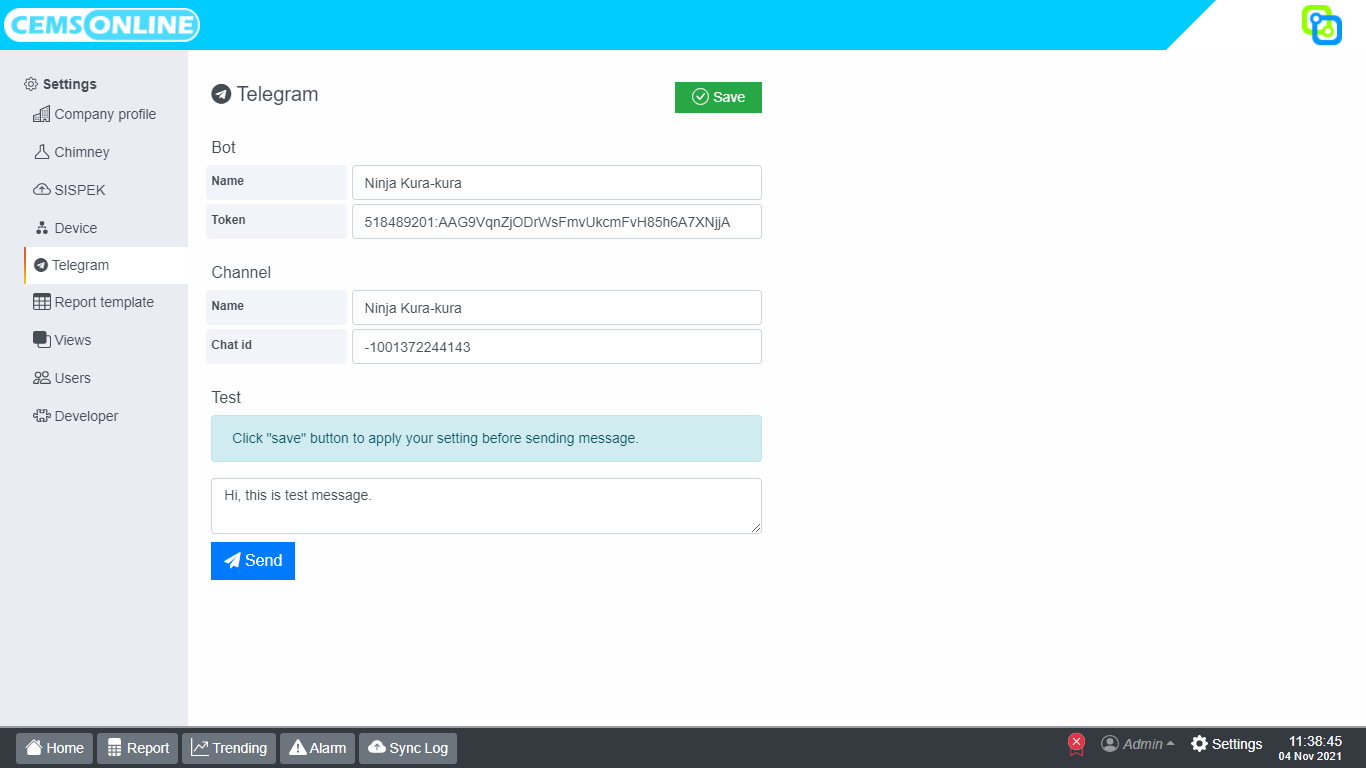 CEMSONLINE
Settings
Company profile
Chimney
SISPEK
Device
Telegram
Report template
Views
Users
Developer
Telegram
Save
Bot
Name
Ninja Kura-kura
Token
518489201:AAG9VqnZjODrWsFmvUkcmFvH85h6A7XNjjA
Channel
Name
Ninja Kura-kura
Chat id
-1001372244143
Test
Click "save" button to apply your setting before sending message.
Hi, this is test message.
Send
Home
Report
Trending
Alarm
Sync Log
Admin
Settings
11:38:45
04 Nov 2021